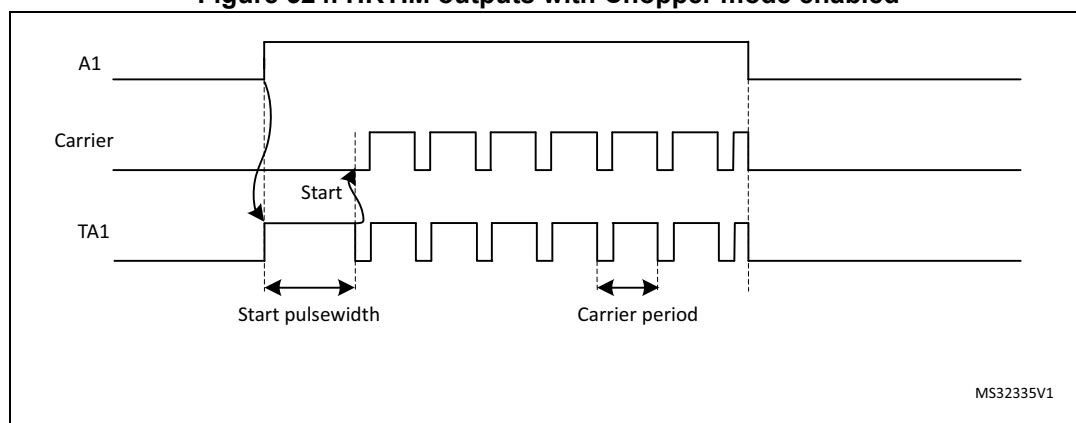 A1
Carrier
Start
TA1
Start pulsewidth
Carrier period
MS32335V1